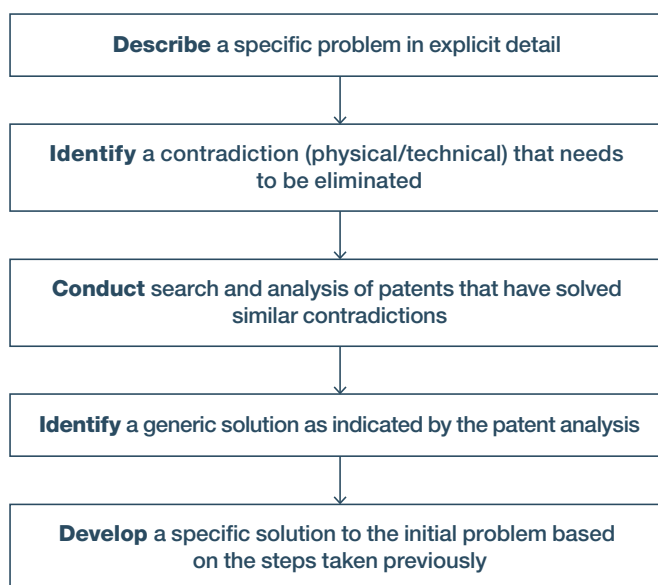 Describe a specific problem in explicit detail
Identify a contradiction (physical/technical) that needs
to be eliminated
Conduct search and analysis of patents that have solved
similar contradictions
Identify a generic solution as indicated by the patent analysis
Develop a specific solution to the initial problem based
on the steps taken previously